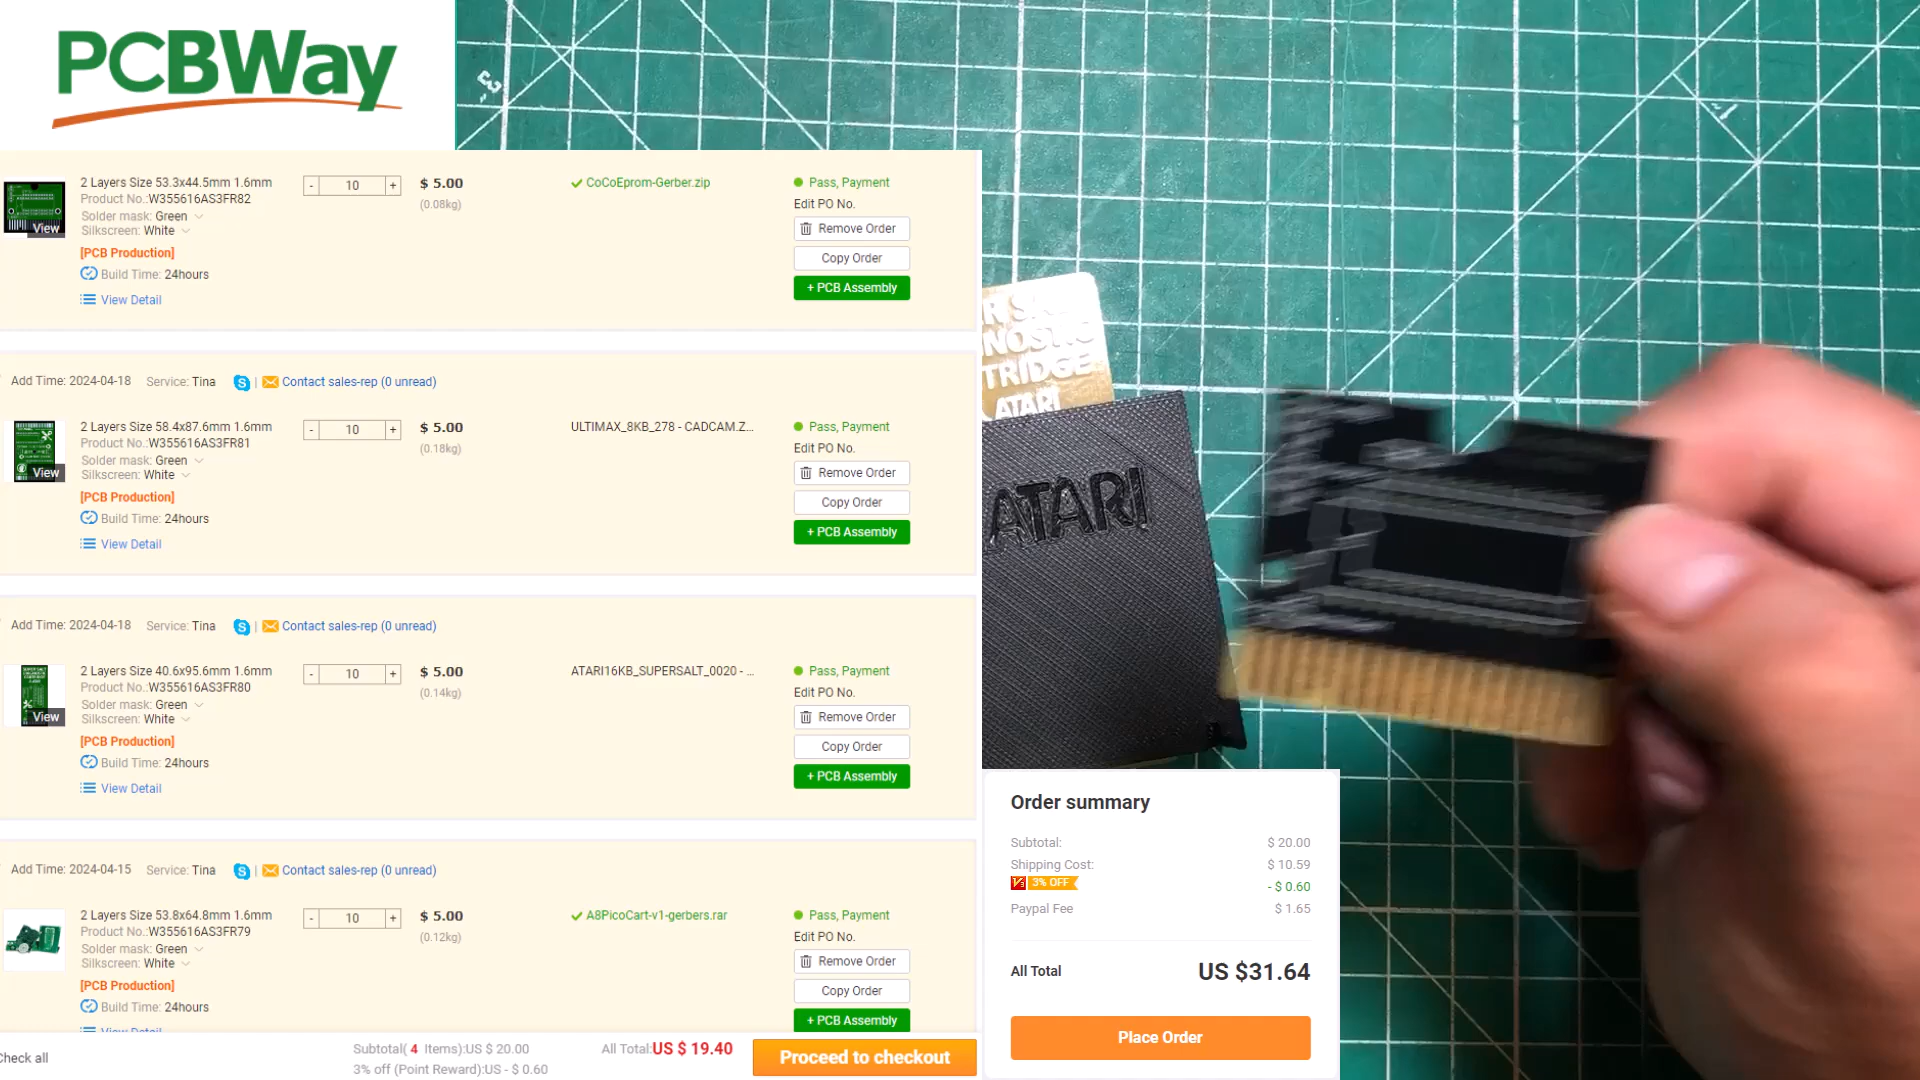 PCBWay
2 Layers Size 53.3x44.5mm 1.6mm
Product No.:W355616AS3FR82
Solder mask: Green
Silkscreen: White
[PCB Production]
Build Time: 24hours
View Detail
View
- 10 +
$ 5.00
(0.08kg)
CoCoEprom-Gerber.zip
Pass, Payment
Edit PO No.
Remove Order
Copy Order
+ PCB Assembly
Add Time: 2024-04-18 Service: Tina | Contact sales-rep (0 unread)
2 Layers Size 58.4x87.6mm 1.6mm
Product No.:W355616AS3FR81
Solder mask: Green
Silkscreen: White
[PCB Production]
Build Time: 24hours
View Detail
View
- 10 +
$ 5.00
(0.18kg)
ULTIMAX_8KB_278 - CADCAM.Z...
Pass, Payment
Edit PO No.
Remove Order
Copy Order
+ PCB Assembly
Add Time: 2024-04-18 Service: Tina | Contact sales-rep (0 unread)
2 Layers Size 40.6x95.6mm 1.6mm
Product No.:W355616AS3FR80
Solder mask: Green
Silkscreen: White
[PCB Production]
Build Time: 24hours
View Detail
View
- 10 +
$ 5.00
(0.14kg)
ATARI16KB_SUPERSALT_0020 - ...
Pass, Payment
Edit PO No.
Remove Order
Copy Order
+ PCB Assembly
Add Time: 2024-04-15 Service: Tina | Contact sales-rep (0 unread)
2 Layers Size 53.8x64.8mm 1.6mm
Product No.:W355616AS3FR79
Solder mask: Green
Silkscreen: White
[PCB Production]
Build Time: 24hours
View Detail
- 10 +
$ 5.00
(0.12kg)
A8PicoCart-v1-gerbers.rar
Pass, Payment
Edit PO No.
Remove Order
Copy Order
+ PCB Assembly
Check all
Subtotal( 4 Items):US $ 20.00
3% off (Point Reward):US - $ 0.60
All Total:US $ 19.40
Proceed to checkout
TRIDGE
ATARI
ATARI
Order summary
Subtotal: $ 20.00
Shipping Cost: $ 10.59
3% OFF - $ 0.60
Paypal Fee $ 1.65
All Total US $31.64
Place Order